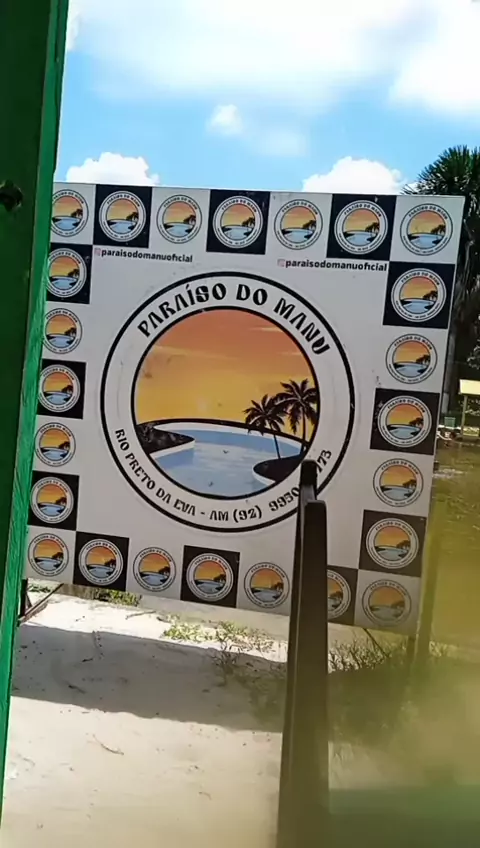 @paraisodomanuoficial
@paraisodomanuoficial
PARAÍSO DO MANU
RIO PRETO DA EVA - AM (92)